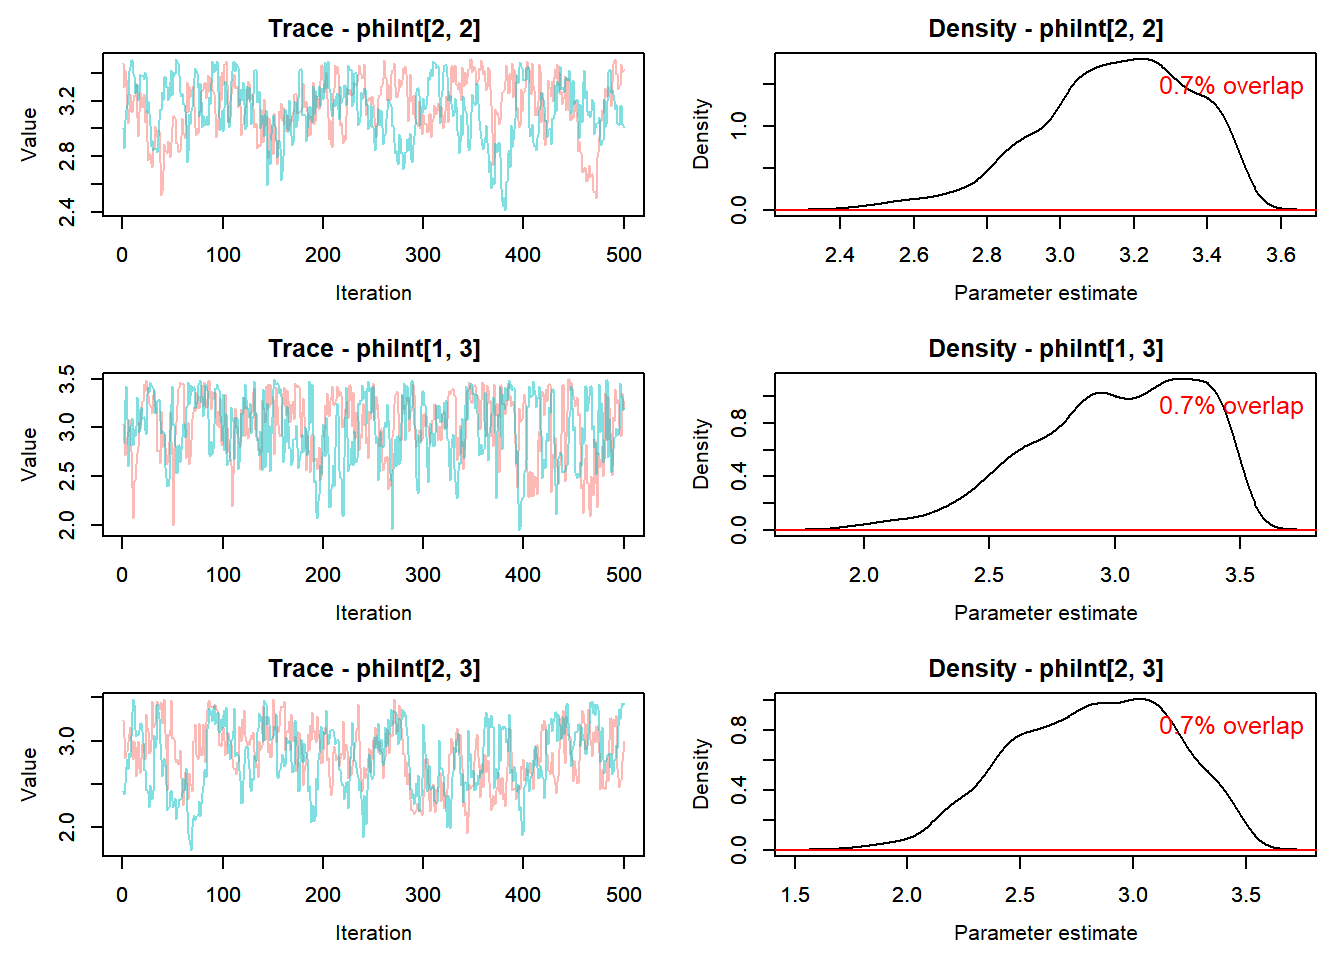 Trace - phiInt[2, 2]
Value
2.4 2.8 3.2
0 100 200 300 400 500
Iteration
Density - phiInt[2, 2]
0.7% overlap
Density
0.0 1.0
2.4 2.6 2.8 3.0 3.2 3.4 3.6
Parameter estimate
Trace - phiInt[1, 3]
Value
2.0 2.5 3.0 3.5
0 100 200 300 400 500
Iteration
Density - phiInt[1, 3]
0.7% overlap
Density
0.0 0.4 0.8
2.0 2.5 3.0 3.5
Parameter estimate
Trace - phiInt[2, 3]
Value
2.0 3.0
0 100 200 300 400 500
Iteration
Density - phiInt[2, 3]
0.7% overlap
Density
0.0 0.4 0.8
1.5 2.0 2.5 3.0 3.5
Parameter estimate